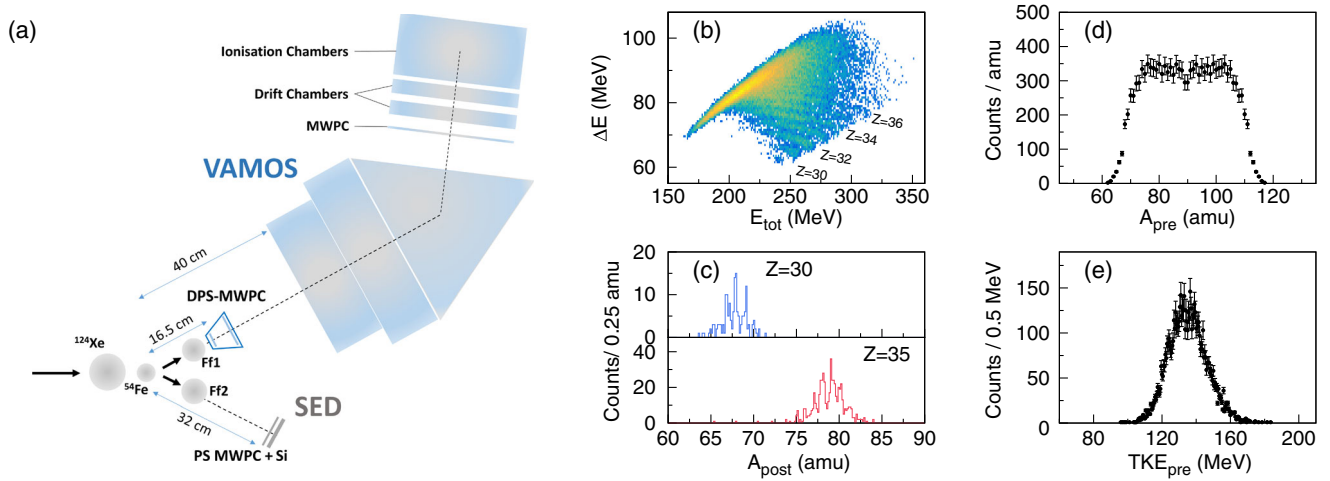 (a)
Ionisation Chambers
Drift Chambers
MWPC
VAMOS
40 cm
DPS-MWPC
16.5 cm
124Xe
54Fe
Ff1
Ff2
SED
32 cm
PS MWPC + Si
(b)
ΔE (MeV)
100
80
60
Z=36
Z=34
Z=32
Z=30
150 200 250 300 350
Etot (MeV)
(c)
Counts/ 0.25 amu
Z=30
20
15
10
5
0
Z=35
40
20
0
60 65 70 75 80 85 90
Apost (amu)
(d)
Counts / amu
500
400
300
200
100
0
60 80 100 120
Apre (amu)
(e)
Counts / 0.5 MeV
150
100
50
0
80 120 160 200
TKEpre (MeV)